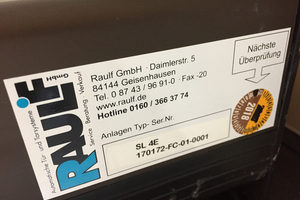 RAULF
GmbH
Automatische Tür- und Torsysteme
Service Beratung Verkauf
Raulf GmbH · Daimlerstr. 5
84144 Geisenhausen
Tel. 0 87 43 / 96 91-0 · Fax -20
www.raulf.de
Hotline 0160 / 366 37 74
Anlagen Typ- Ser.Nr.
SL 4E
170172-FC-01-0001
Nächste
Überprüfung
2018